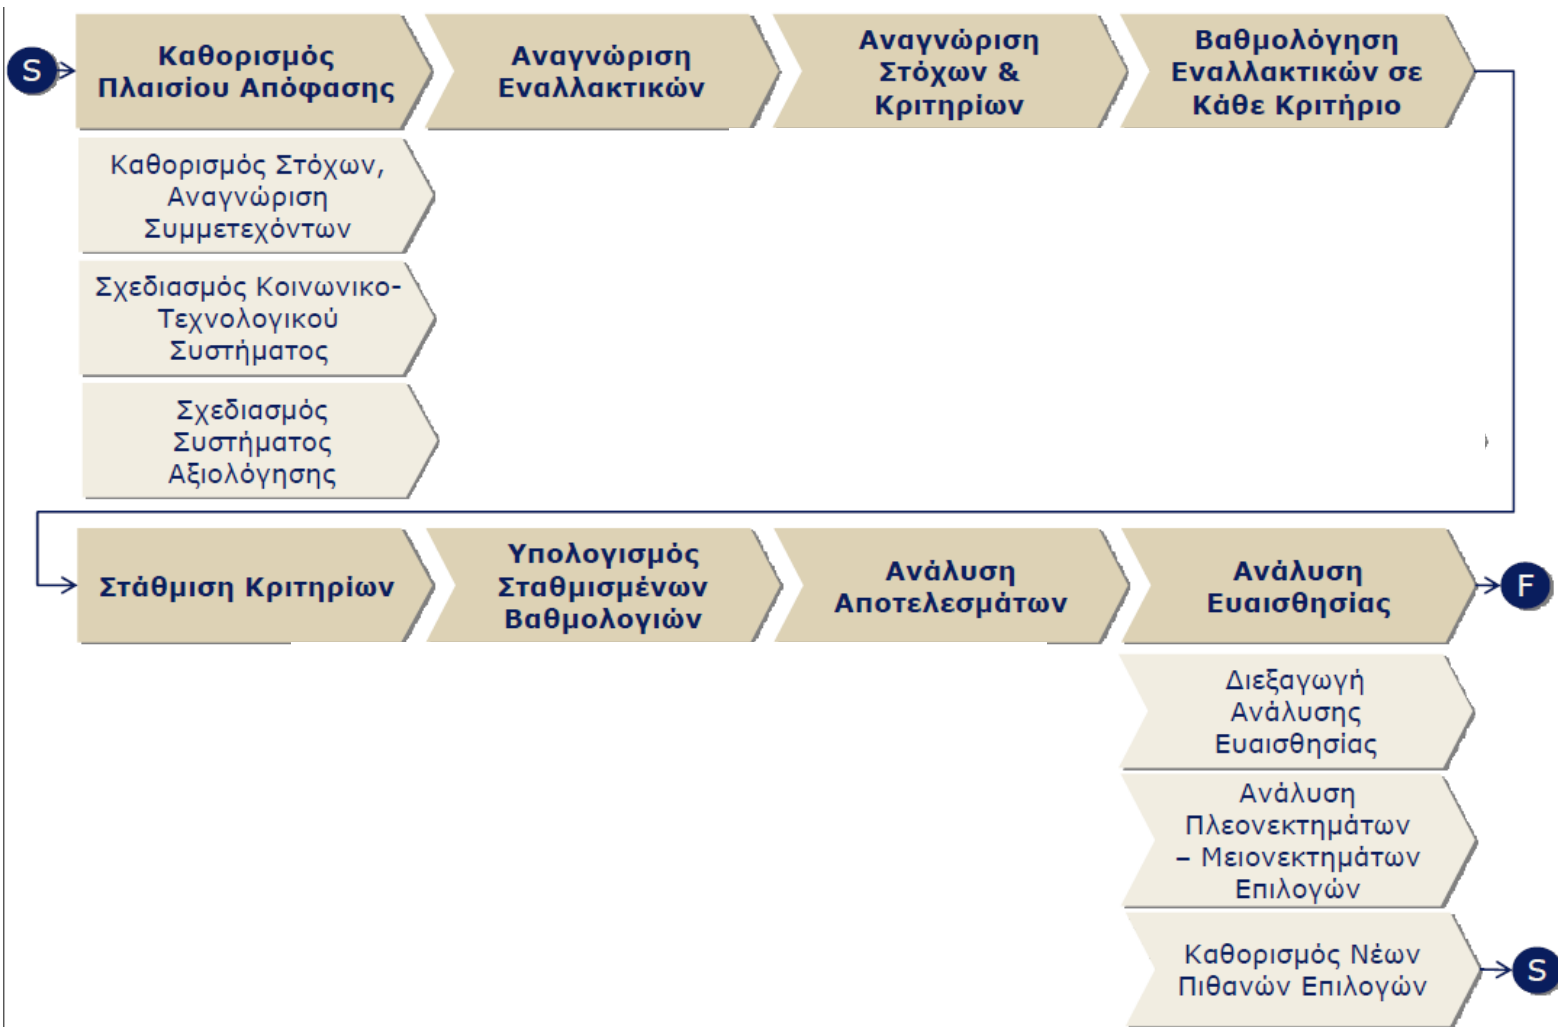 S
Καθορισμός
Πλαισίου Απόφασης
Αναγνώριση
Εναλλακτικών
Αναγνώριση
Στόχων &
Κριτηρίων
Βαθμολόγηση
Εναλλακτικών σε
Κάθε Κριτήριο
Καθορισμός Στόχων,
Αναγνώριση
Συμμετεχόντων
Σχεδιασμός Κοινωνικο-
Τεχνολογικού
Συστήματος
Σχεδιασμός
Συστήματος
Αξιολόγησης
Στάθμιση Κριτηρίων
Υπολογισμός
Σταθμισμένων
Βαθμολογιών
Ανάλυση
Αποτελεσμάτων
Ανάλυση
Ευαισθησίας
F
Διεξαγωγή
Ανάλυσης
Ευαισθησίας
Ανάλυση
Πλεονεκτημάτων
– Μειονεκτημάτων
Επιλογών
Καθορισμός Νέων
Πιθανών Επιλογών
S